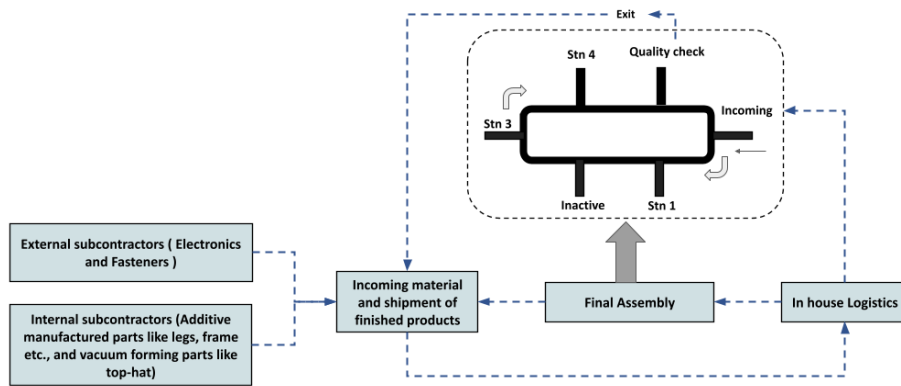 Exit
Stn 4
Quality check
Stn 3
Incoming
Inactive
Stn 1
External subcontractors ( Electronics
and Fasteners )
Internal subcontractors (Additive
manufactured parts like legs, frame
etc., and vacuum forming parts like
top-hat)
Incoming material
and shipment of
finished products
Final Assembly
In house Logistics